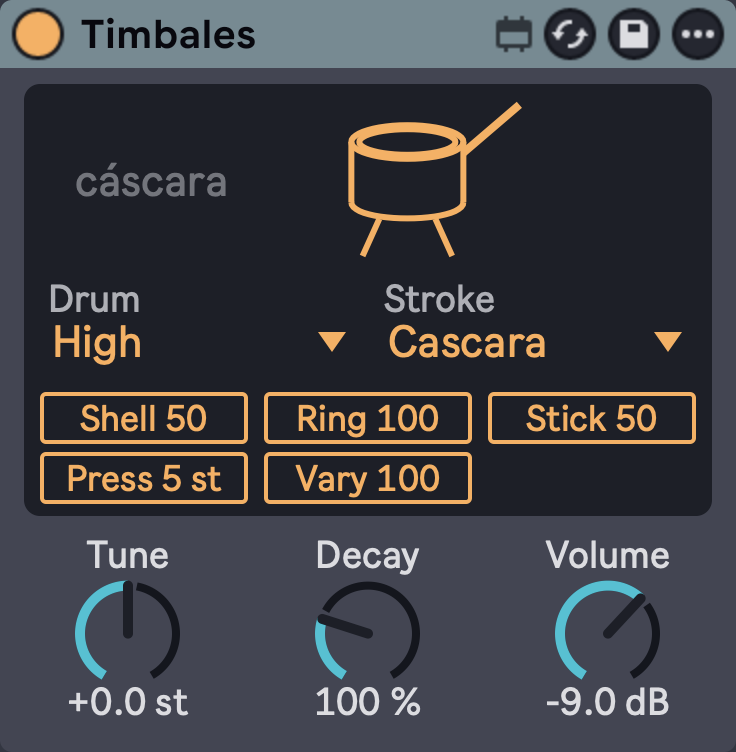 Timbales
cáscara
Drum
Stroke
High
Cascara
Shell 50
Ring 100
Stick 50
Press 5 st
Vary 100
Tune
Decay
Volume
+0.0 st
100 %
-9.0 dB